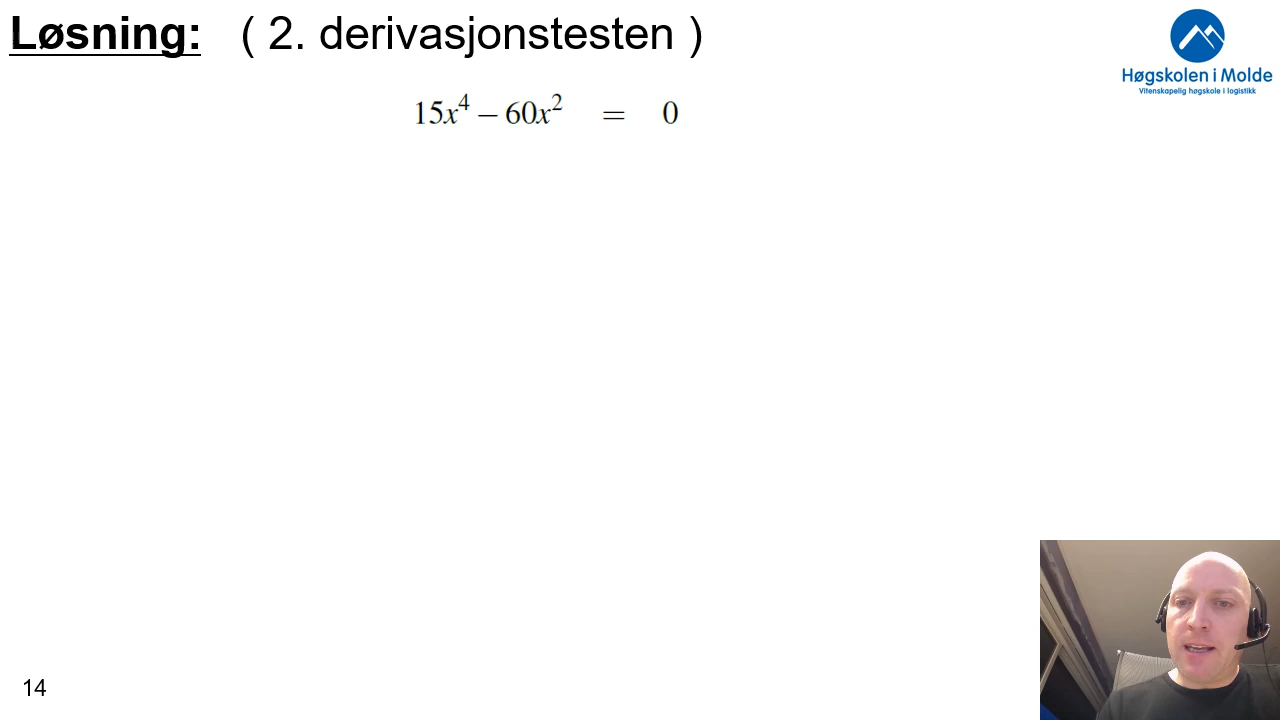 Løsning: ( 2. derivasjonstesten )
Høgskolen i Molde
Vitenskapelig høgskole i logistikk
15x⁴ – 60x² = 0
14